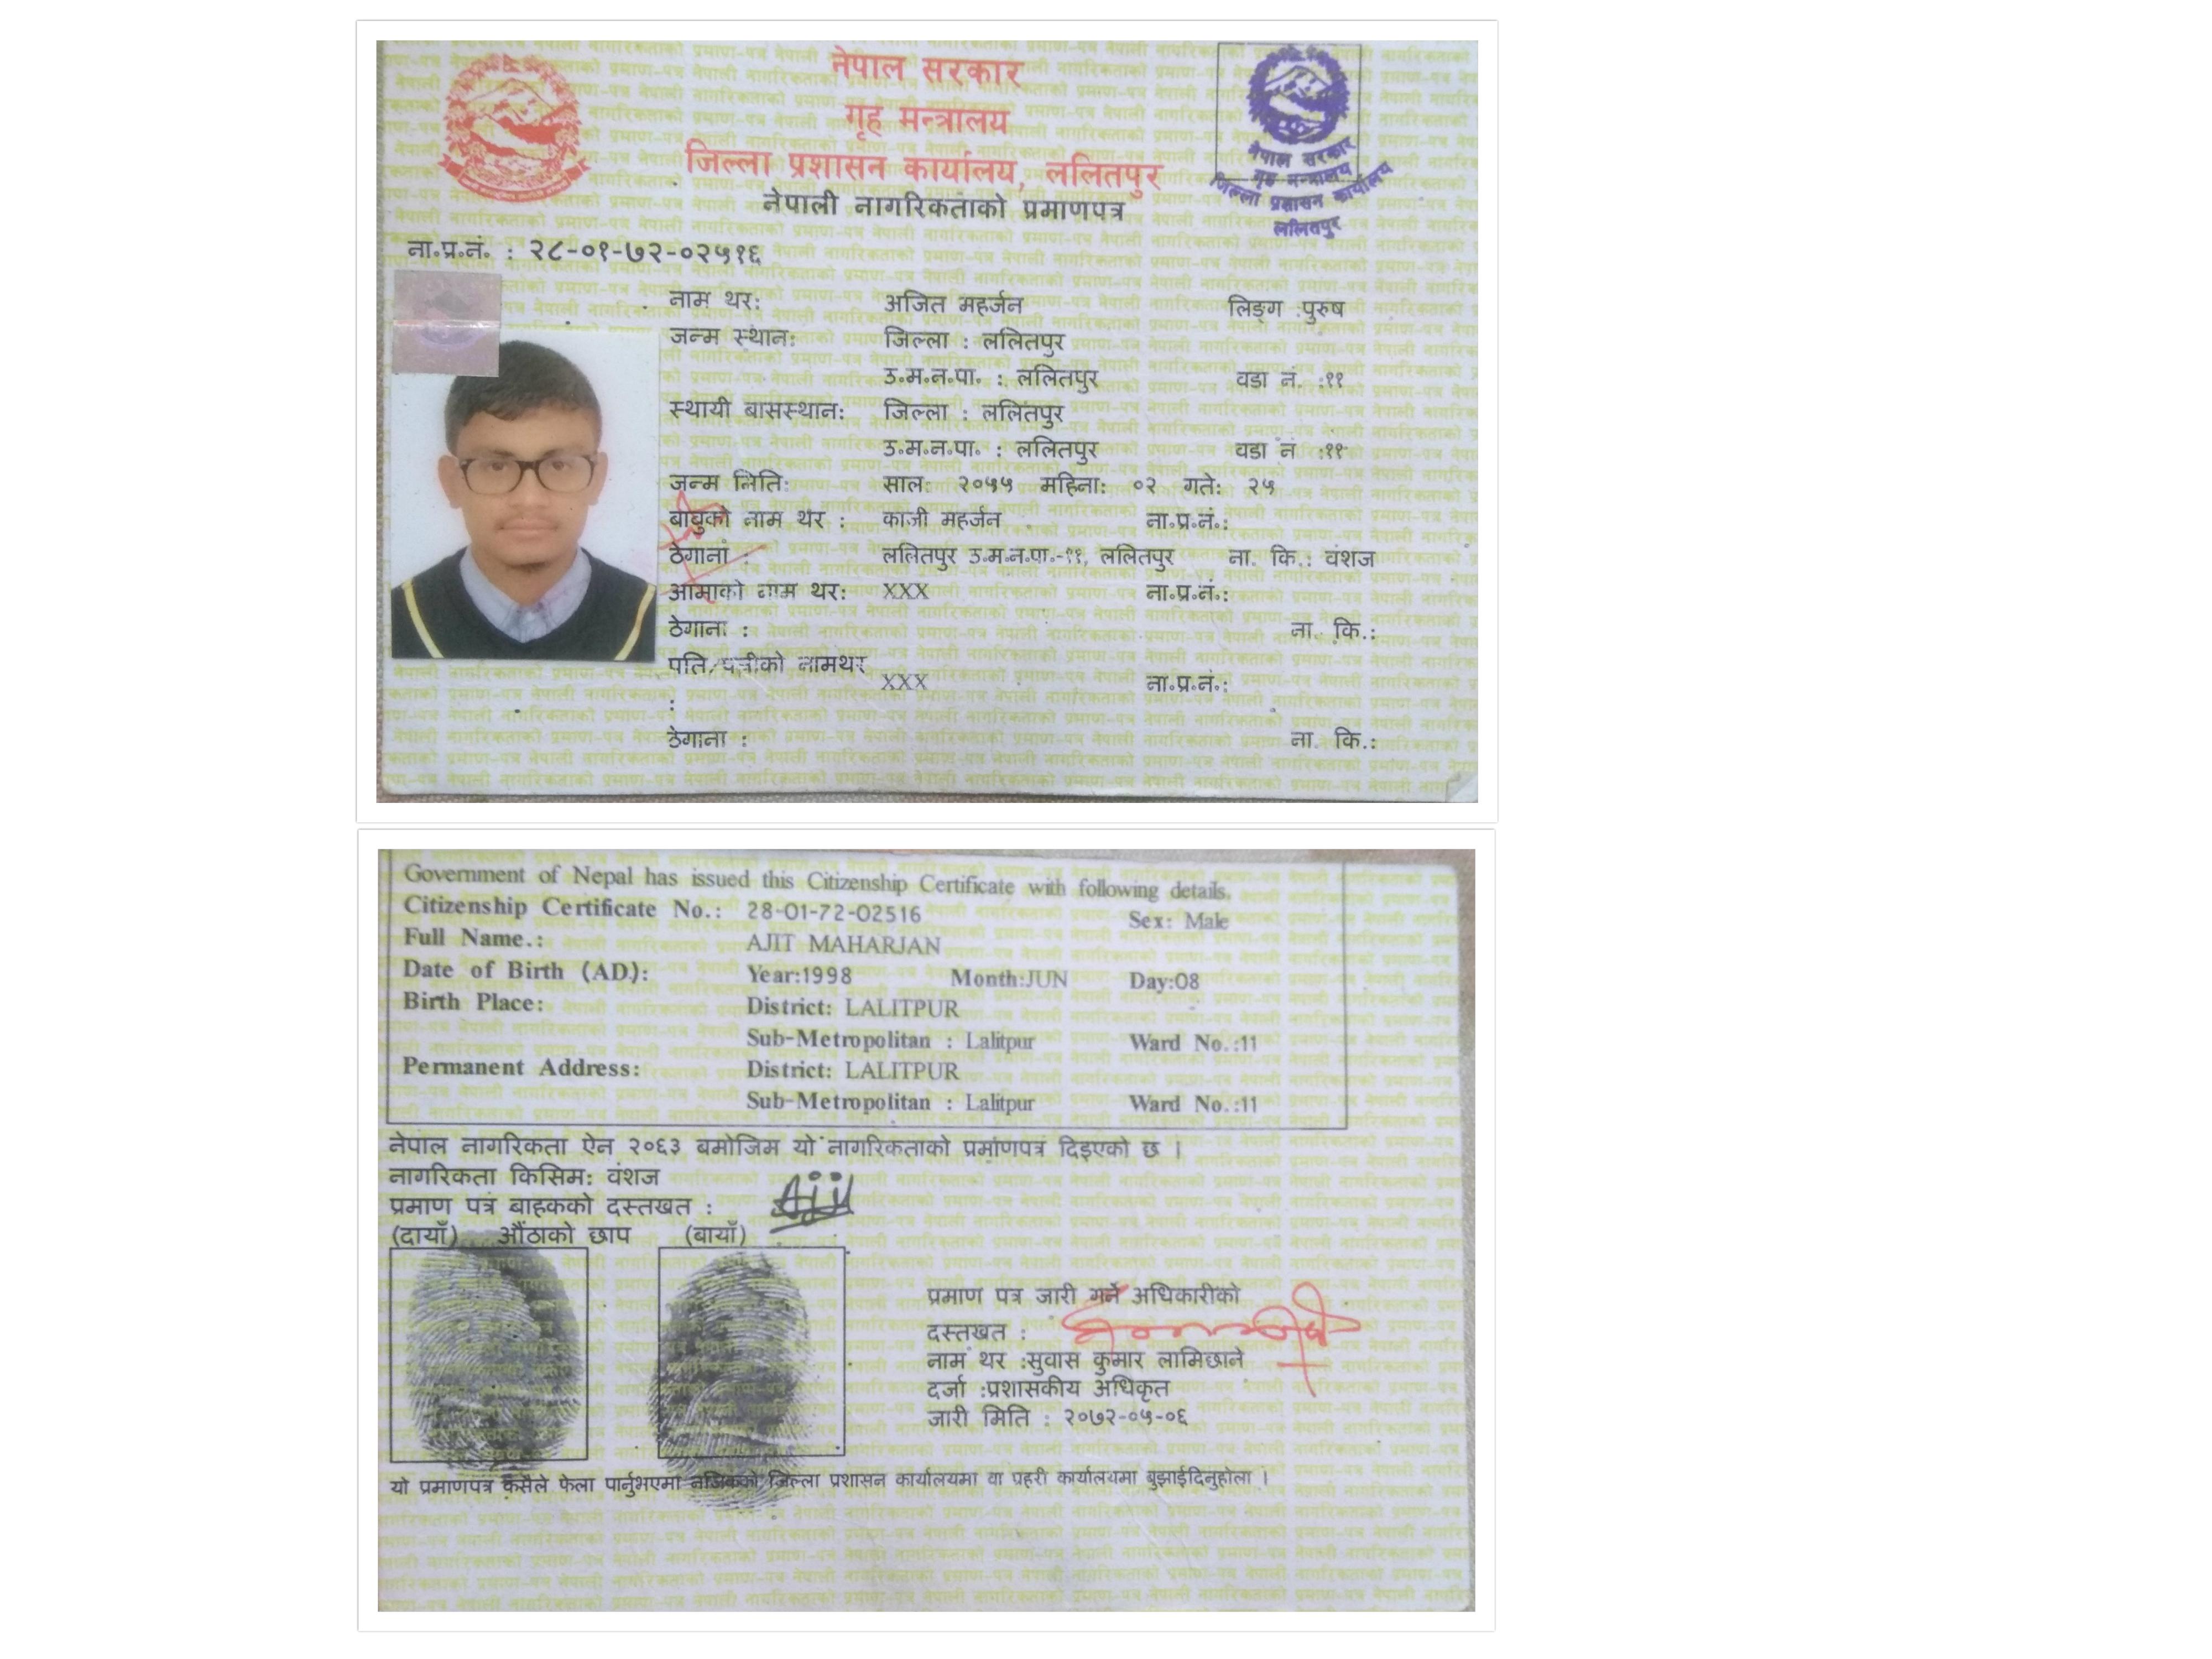 नेपाल सरकार
गृह मन्त्रालय
जिल्ला प्रशासन कार्यालय, ललितपुर
नेपाली नागरिकताको प्रमाणपत्र
नेपाल सरकार
गृह मन्त्रालय
जिल्ला प्रशासन कार्यालय
ललितपुर
ना॰प्र॰नं॰ : २८-०१-७२-०२५१६
नाम थर: अजित महर्जन लिङ्ग :पुरुष
जन्म स्थान: जिल्ला : ललितपुर
उ॰म॰न॰पा॰ : ललितपुर वडा नं. :११
स्थायी बासस्थान: जिल्ला : ललितपुर
उ॰म॰न॰पा॰ : ललितपुर वडा नं :११
जन्म मिति: साल: २०५५ महिना: ०२ गते: २५
बाबुको नाम थर : काजी महर्जन ना॰प्र॰नं॰:
ठेगाना : ललितपुर उ॰म॰न॰पा॰-११, ललितपुर ना. कि.: वंशज
आमाको नाम थर: XXX ना॰प्र॰नं॰:
ठेगाना : ना. कि.:
पति/पत्नीको नामथर XXX ना॰प्र॰नं॰:
:
ठेगाना : ना. कि.:
Government of Nepal has issued this Citizenship Certificate with following details.
Citizenship Certificate No.: 28-01-72-02516 Sex: Male
Full Name.: AJIT MAHARJAN
Date of Birth (AD): Year:1998 Month:JUN Day:08
Birth Place: District: LALITPUR
Sub-Metropolitan : Lalitpur Ward No.:11
Permanent Address: District: LALITPUR
Sub-Metropolitan : Lalitpur Ward No.:11
नेपाल नागरिकता ऐन २०६३ बमोजिम यो नागरिकताको प्रमाणपत्र दिइएको छ ।
नागरिकता किसिम: वंशज
प्रमाण पत्र बाहकको दस्तखत : Ajit
(दायाँ) औंठाको छाप (बायाँ)
प्रमाण पत्र जारी गर्ने अधिकारीको
दस्तखत :
नाम थर :सुवास कुमार लामिछाने
दर्जा :प्रशासकीय अधिकृत
जारी मिति : २०७२-०५-०६
यो प्रमाणपत्र कसैले फेला पार्नुभएमा नजिकको जिल्ला प्रशासन कार्यालयमा वा प्रहरी कार्यालयमा बुझाईदिनुहोला ।